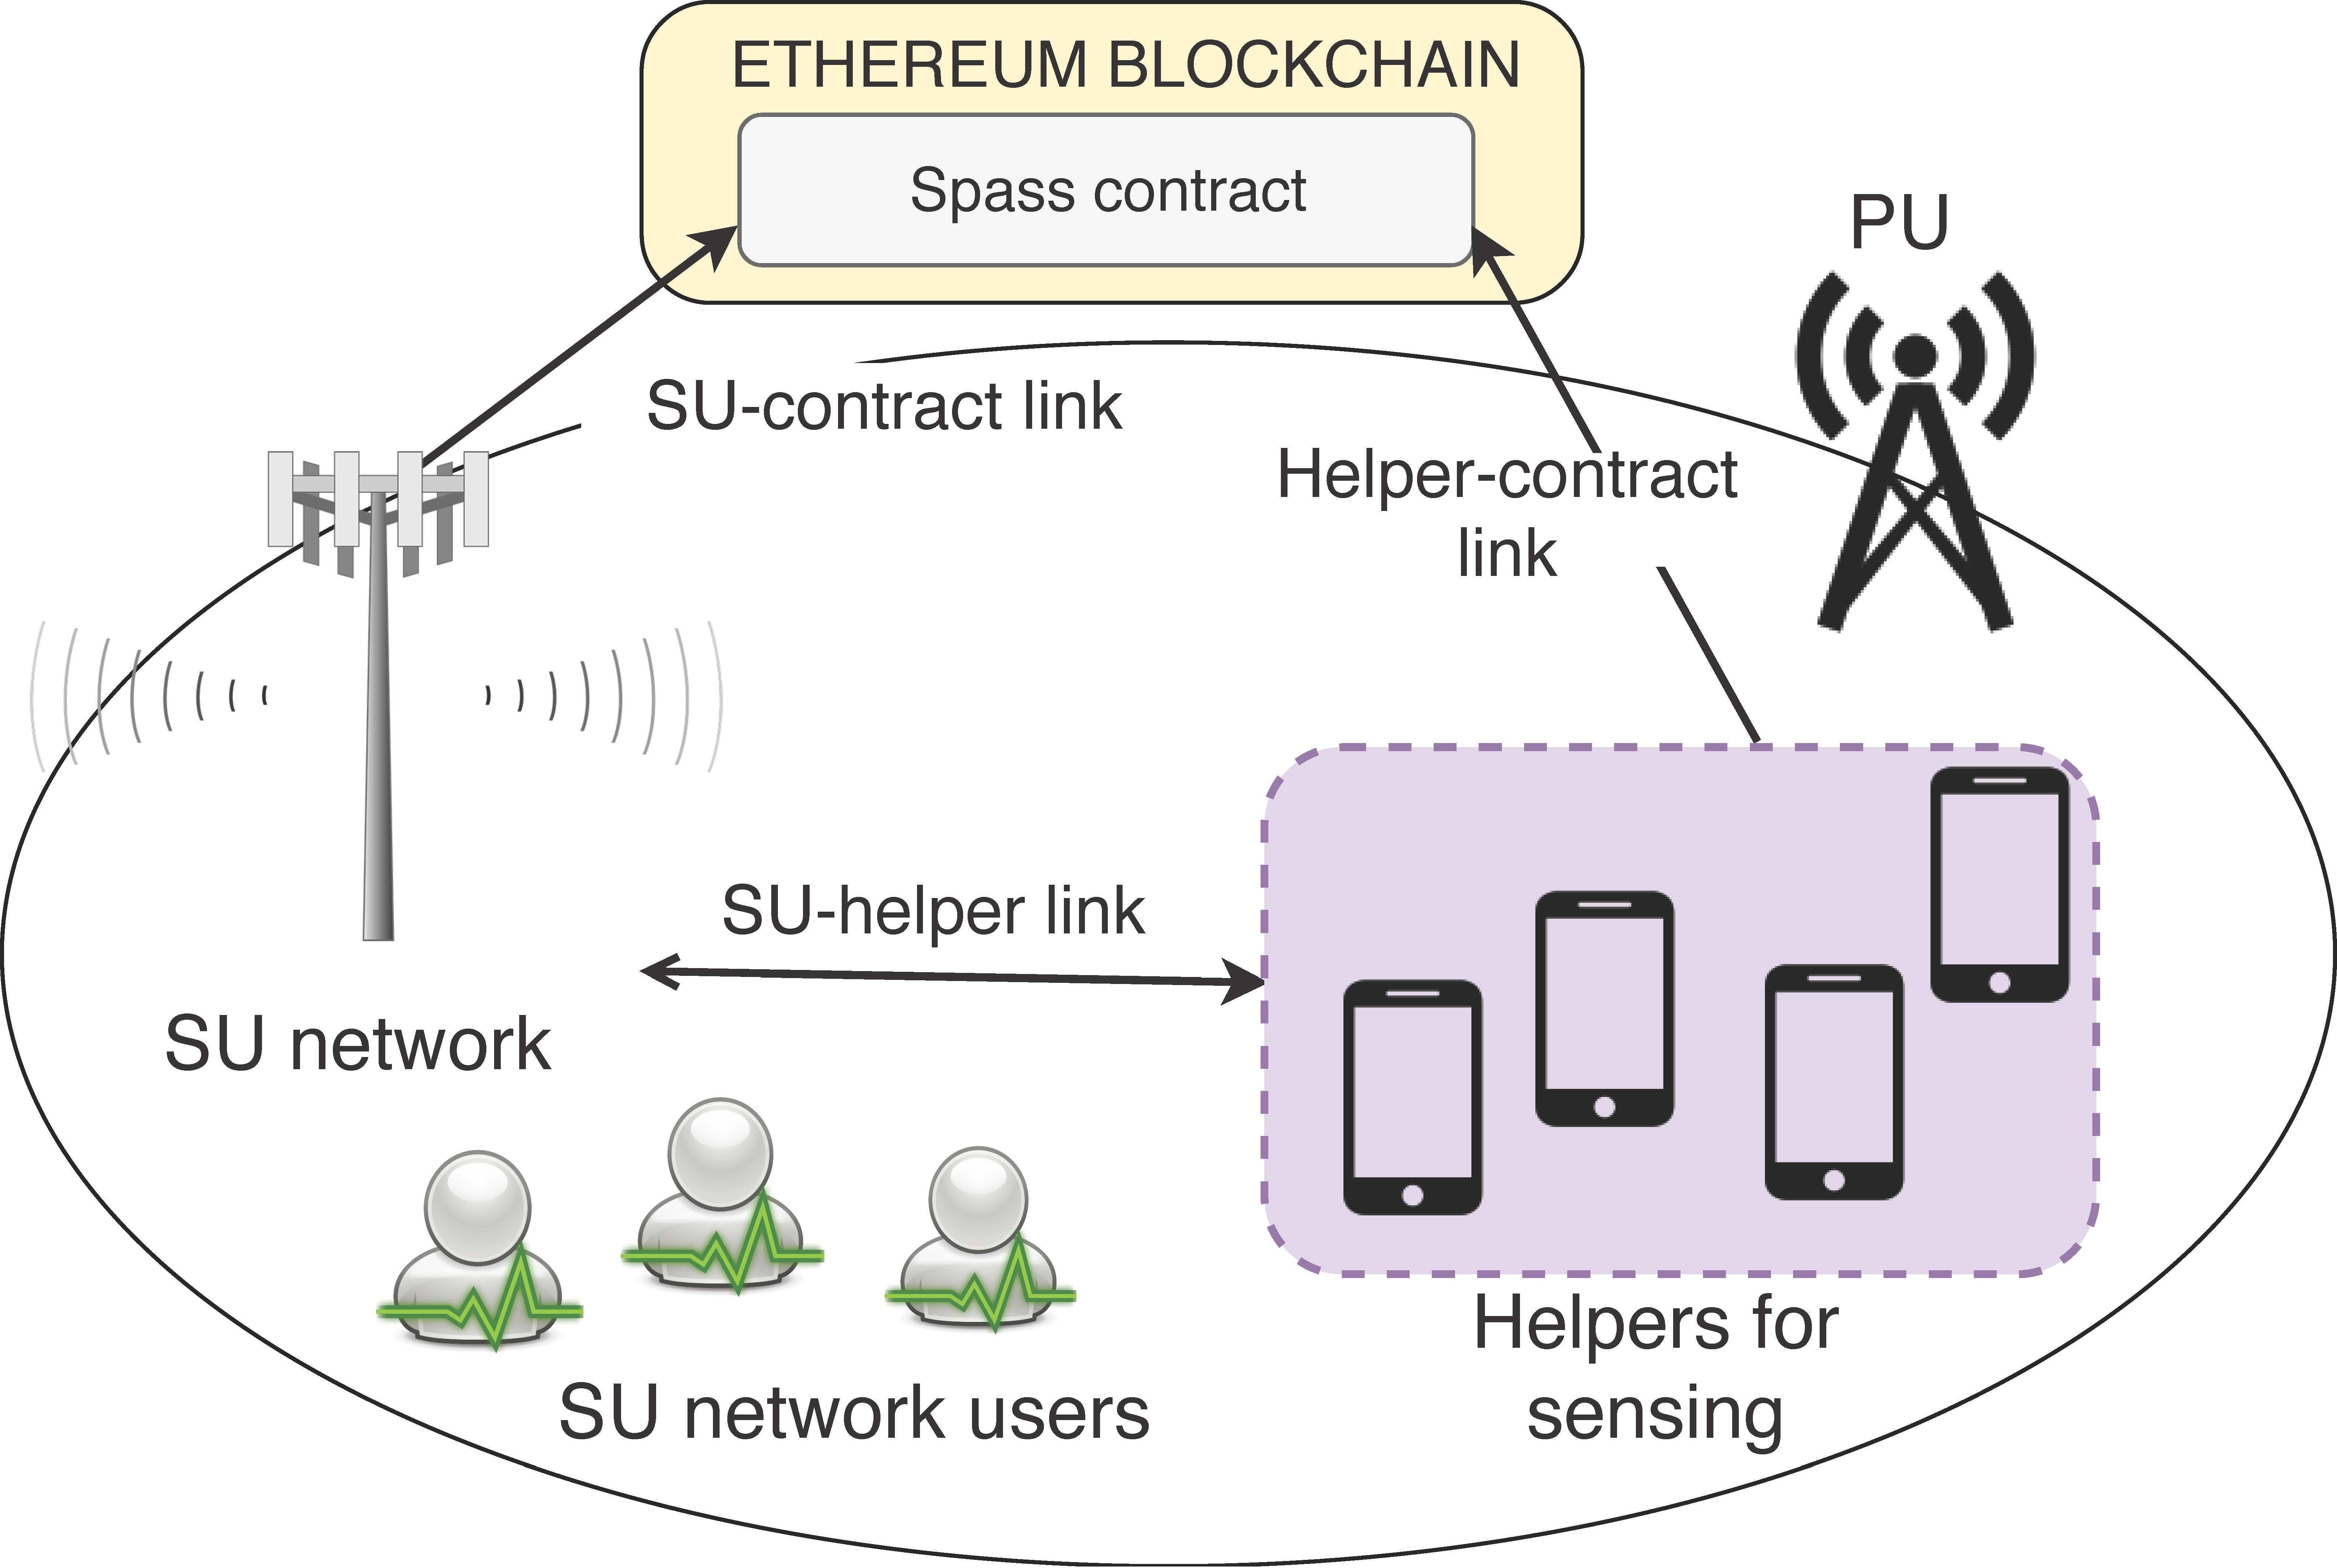 ETHEREUM BLOCKCHAIN
Spass contract
PU
SU-contract link
Helper-contract
link
SU-helper link
SU network
SU network users
Helpers for
sensing